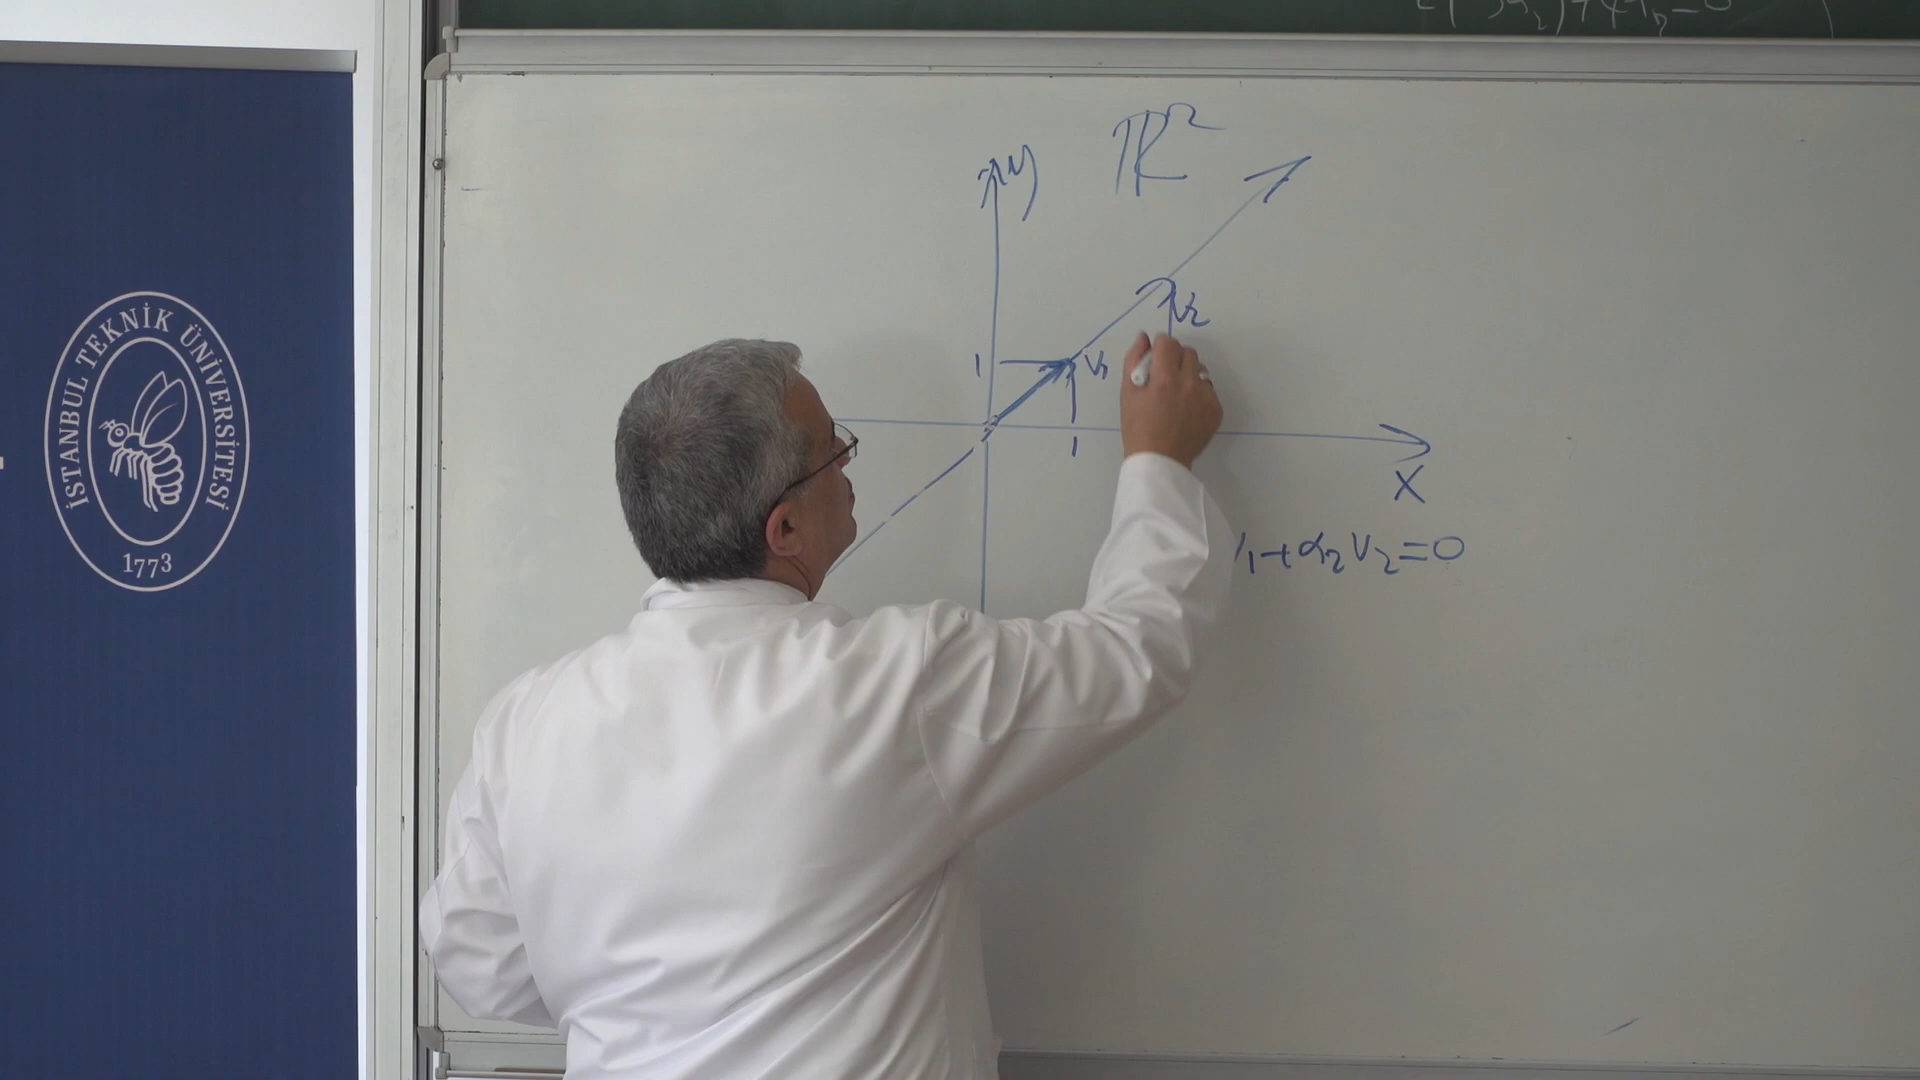 İSTANBUL TEKNİK ÜNİVERSİTESİ
1773
ℝ²
y
V₂
1
V₁
1
X
₁+α₂V₂=0